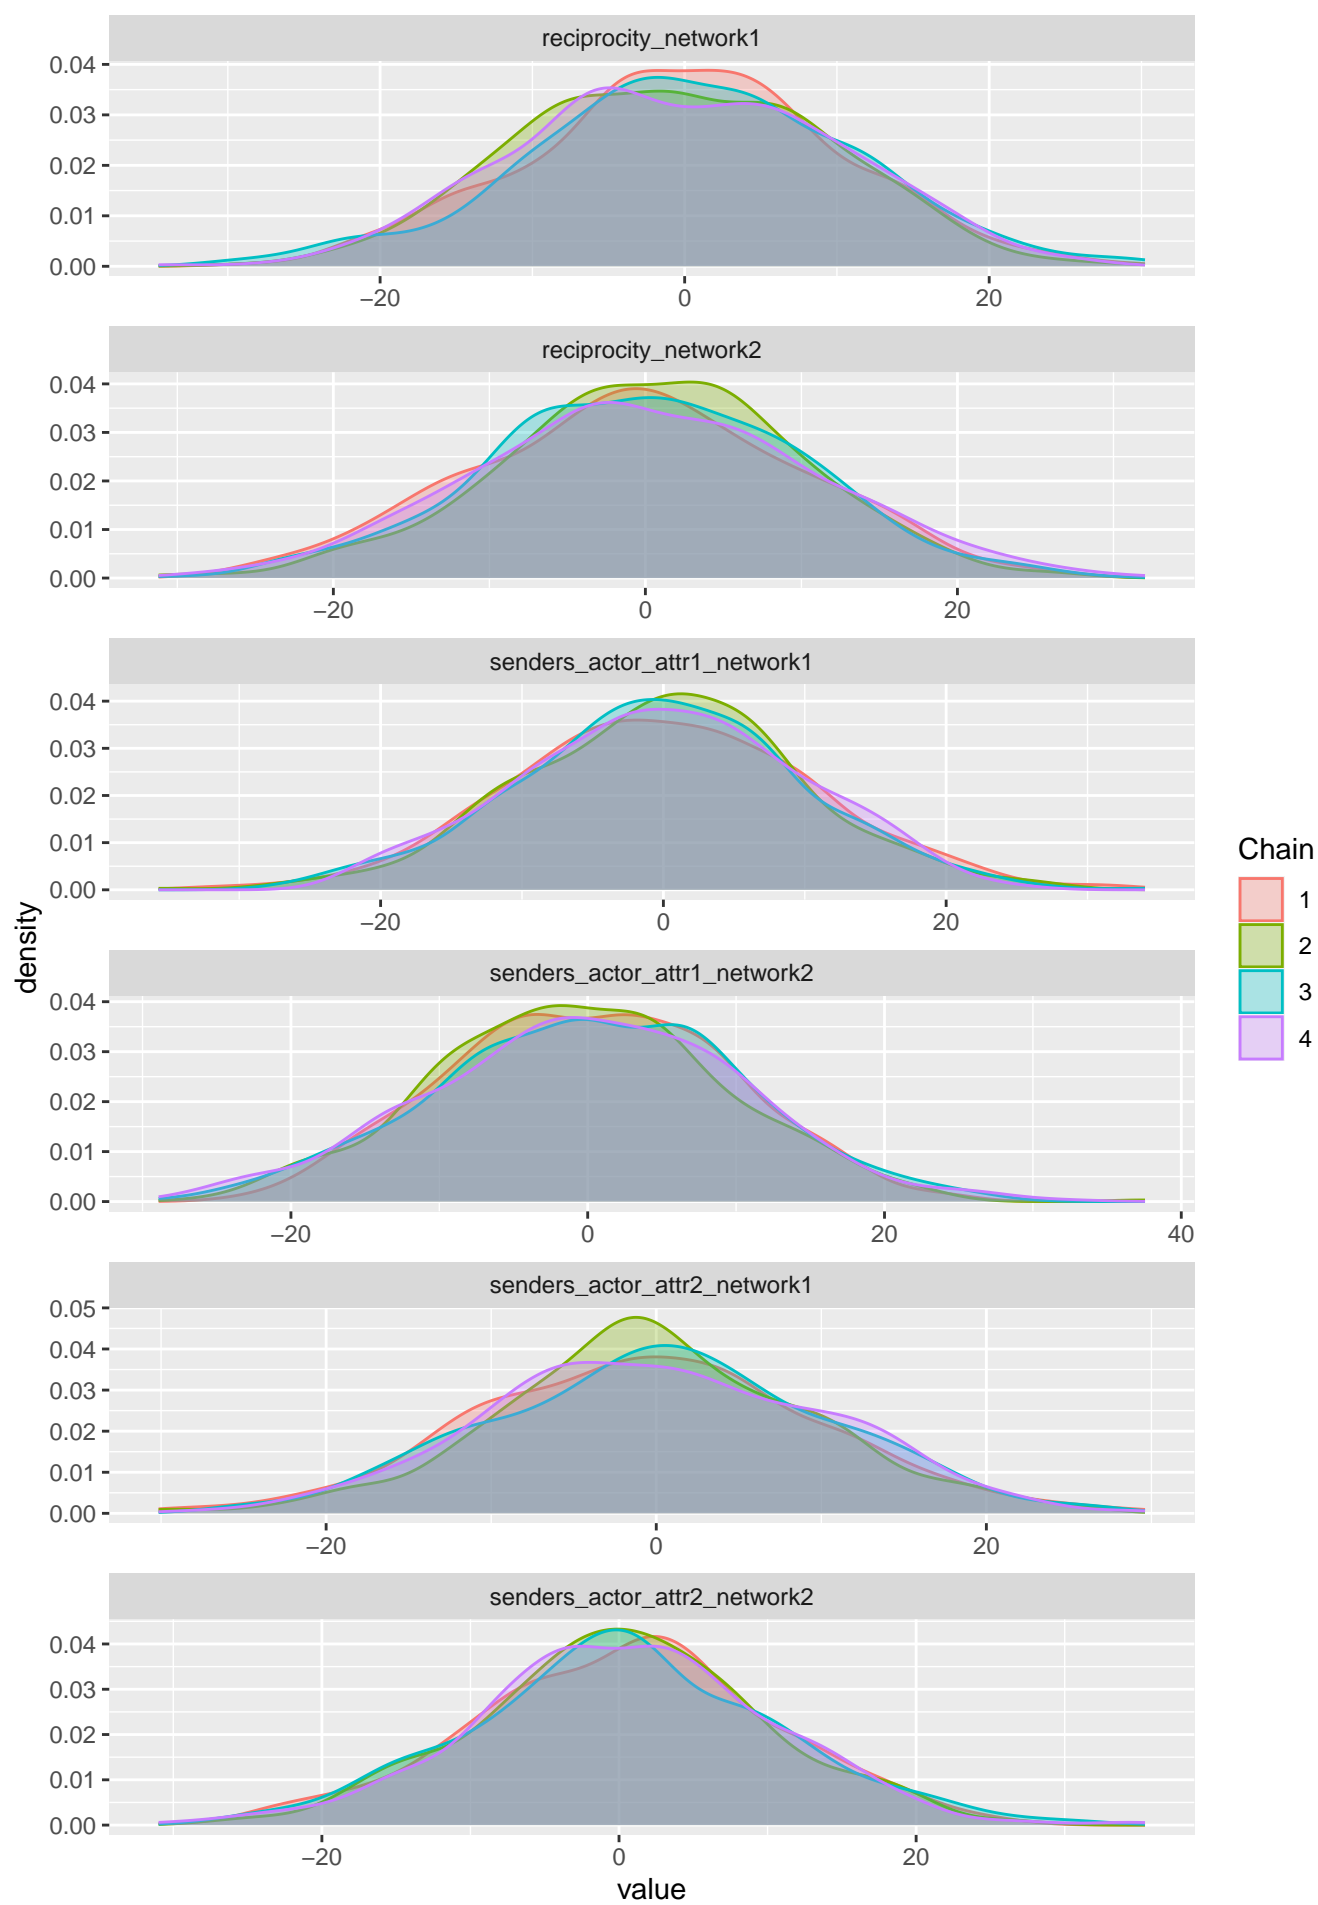 reciprocity_network1
0.04
0.03
0.02
0.01
0.00
−20 0 20
reciprocity_network2
0.04
0.03
0.02
0.01
0.00
−20 0 20
senders_actor_attr1_network1
0.04
0.03
0.02
0.01
0.00
−20 0 20
senders_actor_attr1_network2
0.04
0.03
0.02
0.01
0.00
−20 0 20 40
senders_actor_attr2_network1
0.05
0.04
0.03
0.02
0.01
0.00
−20 0 20
senders_actor_attr2_network2
0.04
0.03
0.02
0.01
0.00
−20 0 20
value
density
Chain
1
2
3
4